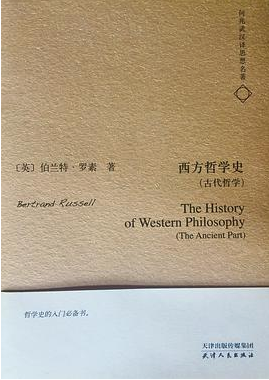 何兆武汉译思想名著
[英] 伯兰特·罗素 著
西方哲学史
(古代哲学)
Bertrand Russell
The History
of Western Philosophy
(The Ancient Part)
哲学史的入门必备书。
天津出版传媒集团
天津人民出版社